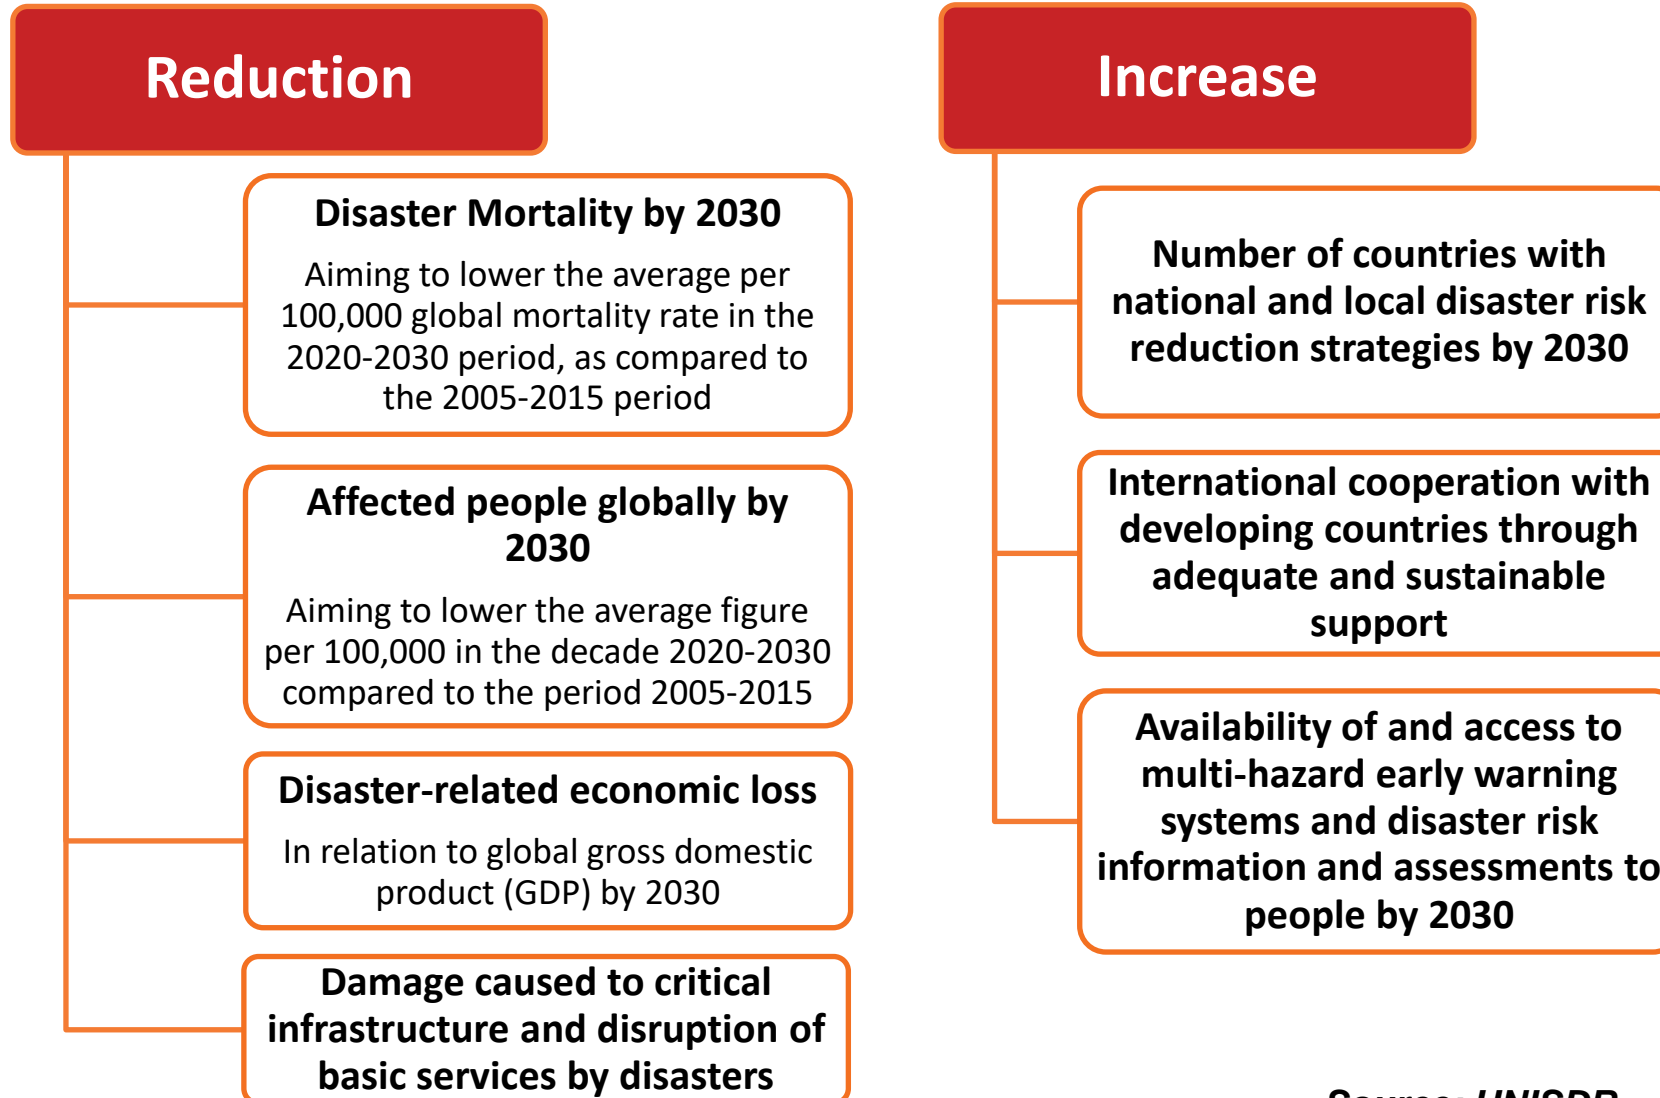 Reduction
Disaster Mortality by 2030
Aiming to lower the average per
100,000 global mortality rate in the
2020-2030 period, as compared to
the 2005-2015 period
Affected people globally by
2030
Aiming to lower the average figure
per 100,000 in the decade 2020-2030
compared to the period 2005-2015
Disaster-related economic loss
In relation to global gross domestic
product (GDP) by 2030
Damage caused to critical
infrastructure and disruption of
basic services by disasters
Increase
Number of countries with
national and local disaster risk
reduction strategies by 2030
International cooperation with
developing countries through
adequate and sustainable
support
Availability of and access to
multi-hazard early warning
systems and disaster risk
information and assessments to
people by 2030
Source: UNISDR